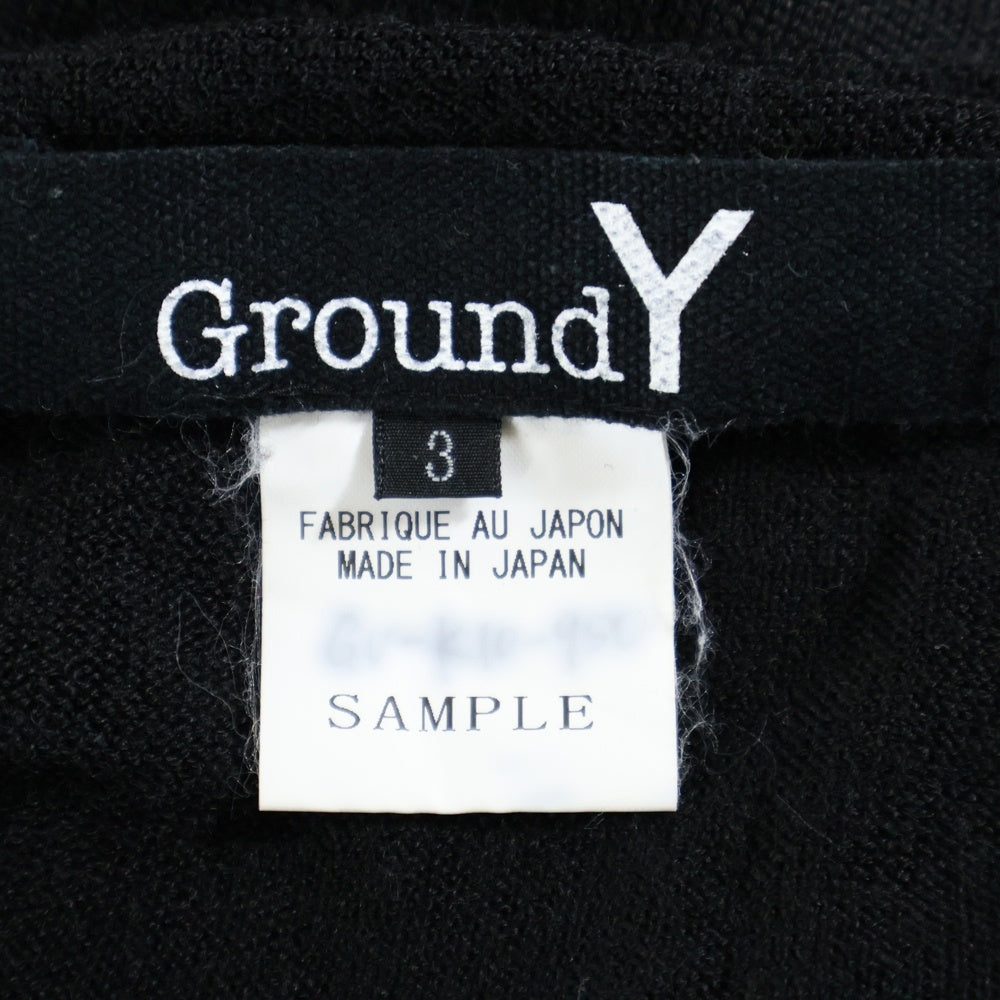 GroundY
3
FABRIQUE AU JAPON
MADE IN JAPAN
SAMPLE